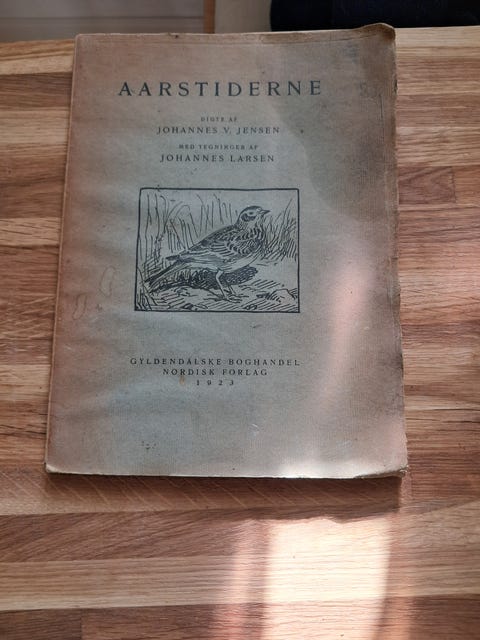 AARSTIDERNE
DIGTE AF
JOHANNES V. JENSEN
MED TEGNINGER AF
JOHANNES LARSEN
GYLDENDALSKE BOGHANDEL
NORDISK FORLAG
1923